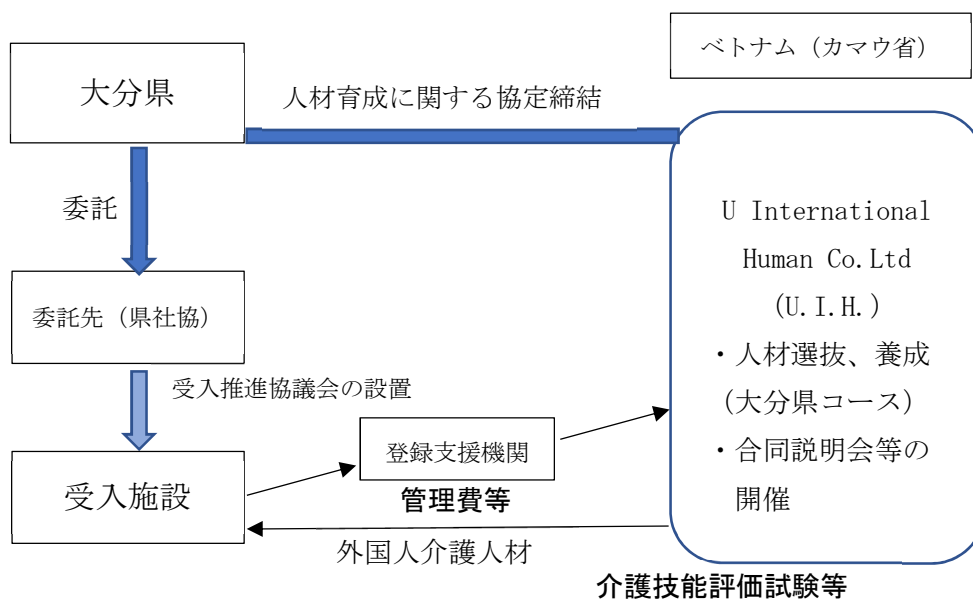 ベトナム（カマウ省）
大分県
人材育成に関する協定締結
委託
委託先（県社協）
受入推進協議会の設置
受入施設
登録支援機関
管理費等
外国人介護人材
U International
Human Co.Ltd
(U.I.H.)
・人材選抜、養成
(大分県コース)
・合同説明会等の
開催
介護技能評価試験等